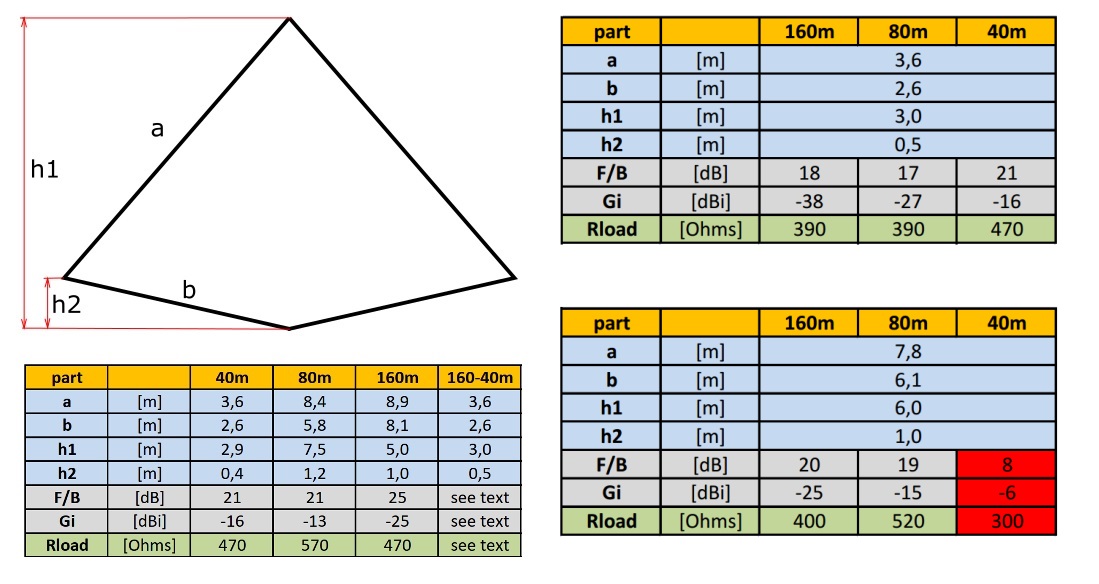 h1
a
h2
b
part 40m 80m 160m 160-40m
a [m] 3,6 8,4 8,9 3,6
b [m] 2,6 5,8 8,1 2,6
h1 [m] 2,9 7,5 5,0 3,0
h2 [m] 0,4 1,2 1,0 0,5
F/B [dB] 21 21 25 see text
Gi [dBi] -16 -13 -25 see text
Rload [Ohms] 470 570 470 see text
part 160m 80m 40m
a [m] 3,6
b [m] 2,6
h1 [m] 3,0
h2 [m] 0,5
F/B [dB] 18 17 21
Gi [dBi] -38 -27 -16
Rload [Ohms] 390 390 470
part 160m 80m 40m
a [m] 7,8
b [m] 6,1
h1 [m] 6,0
h2 [m] 1,0
F/B [dB] 20 19 8
Gi [dBi] -25 -15 -6
Rload [Ohms] 400 520 300